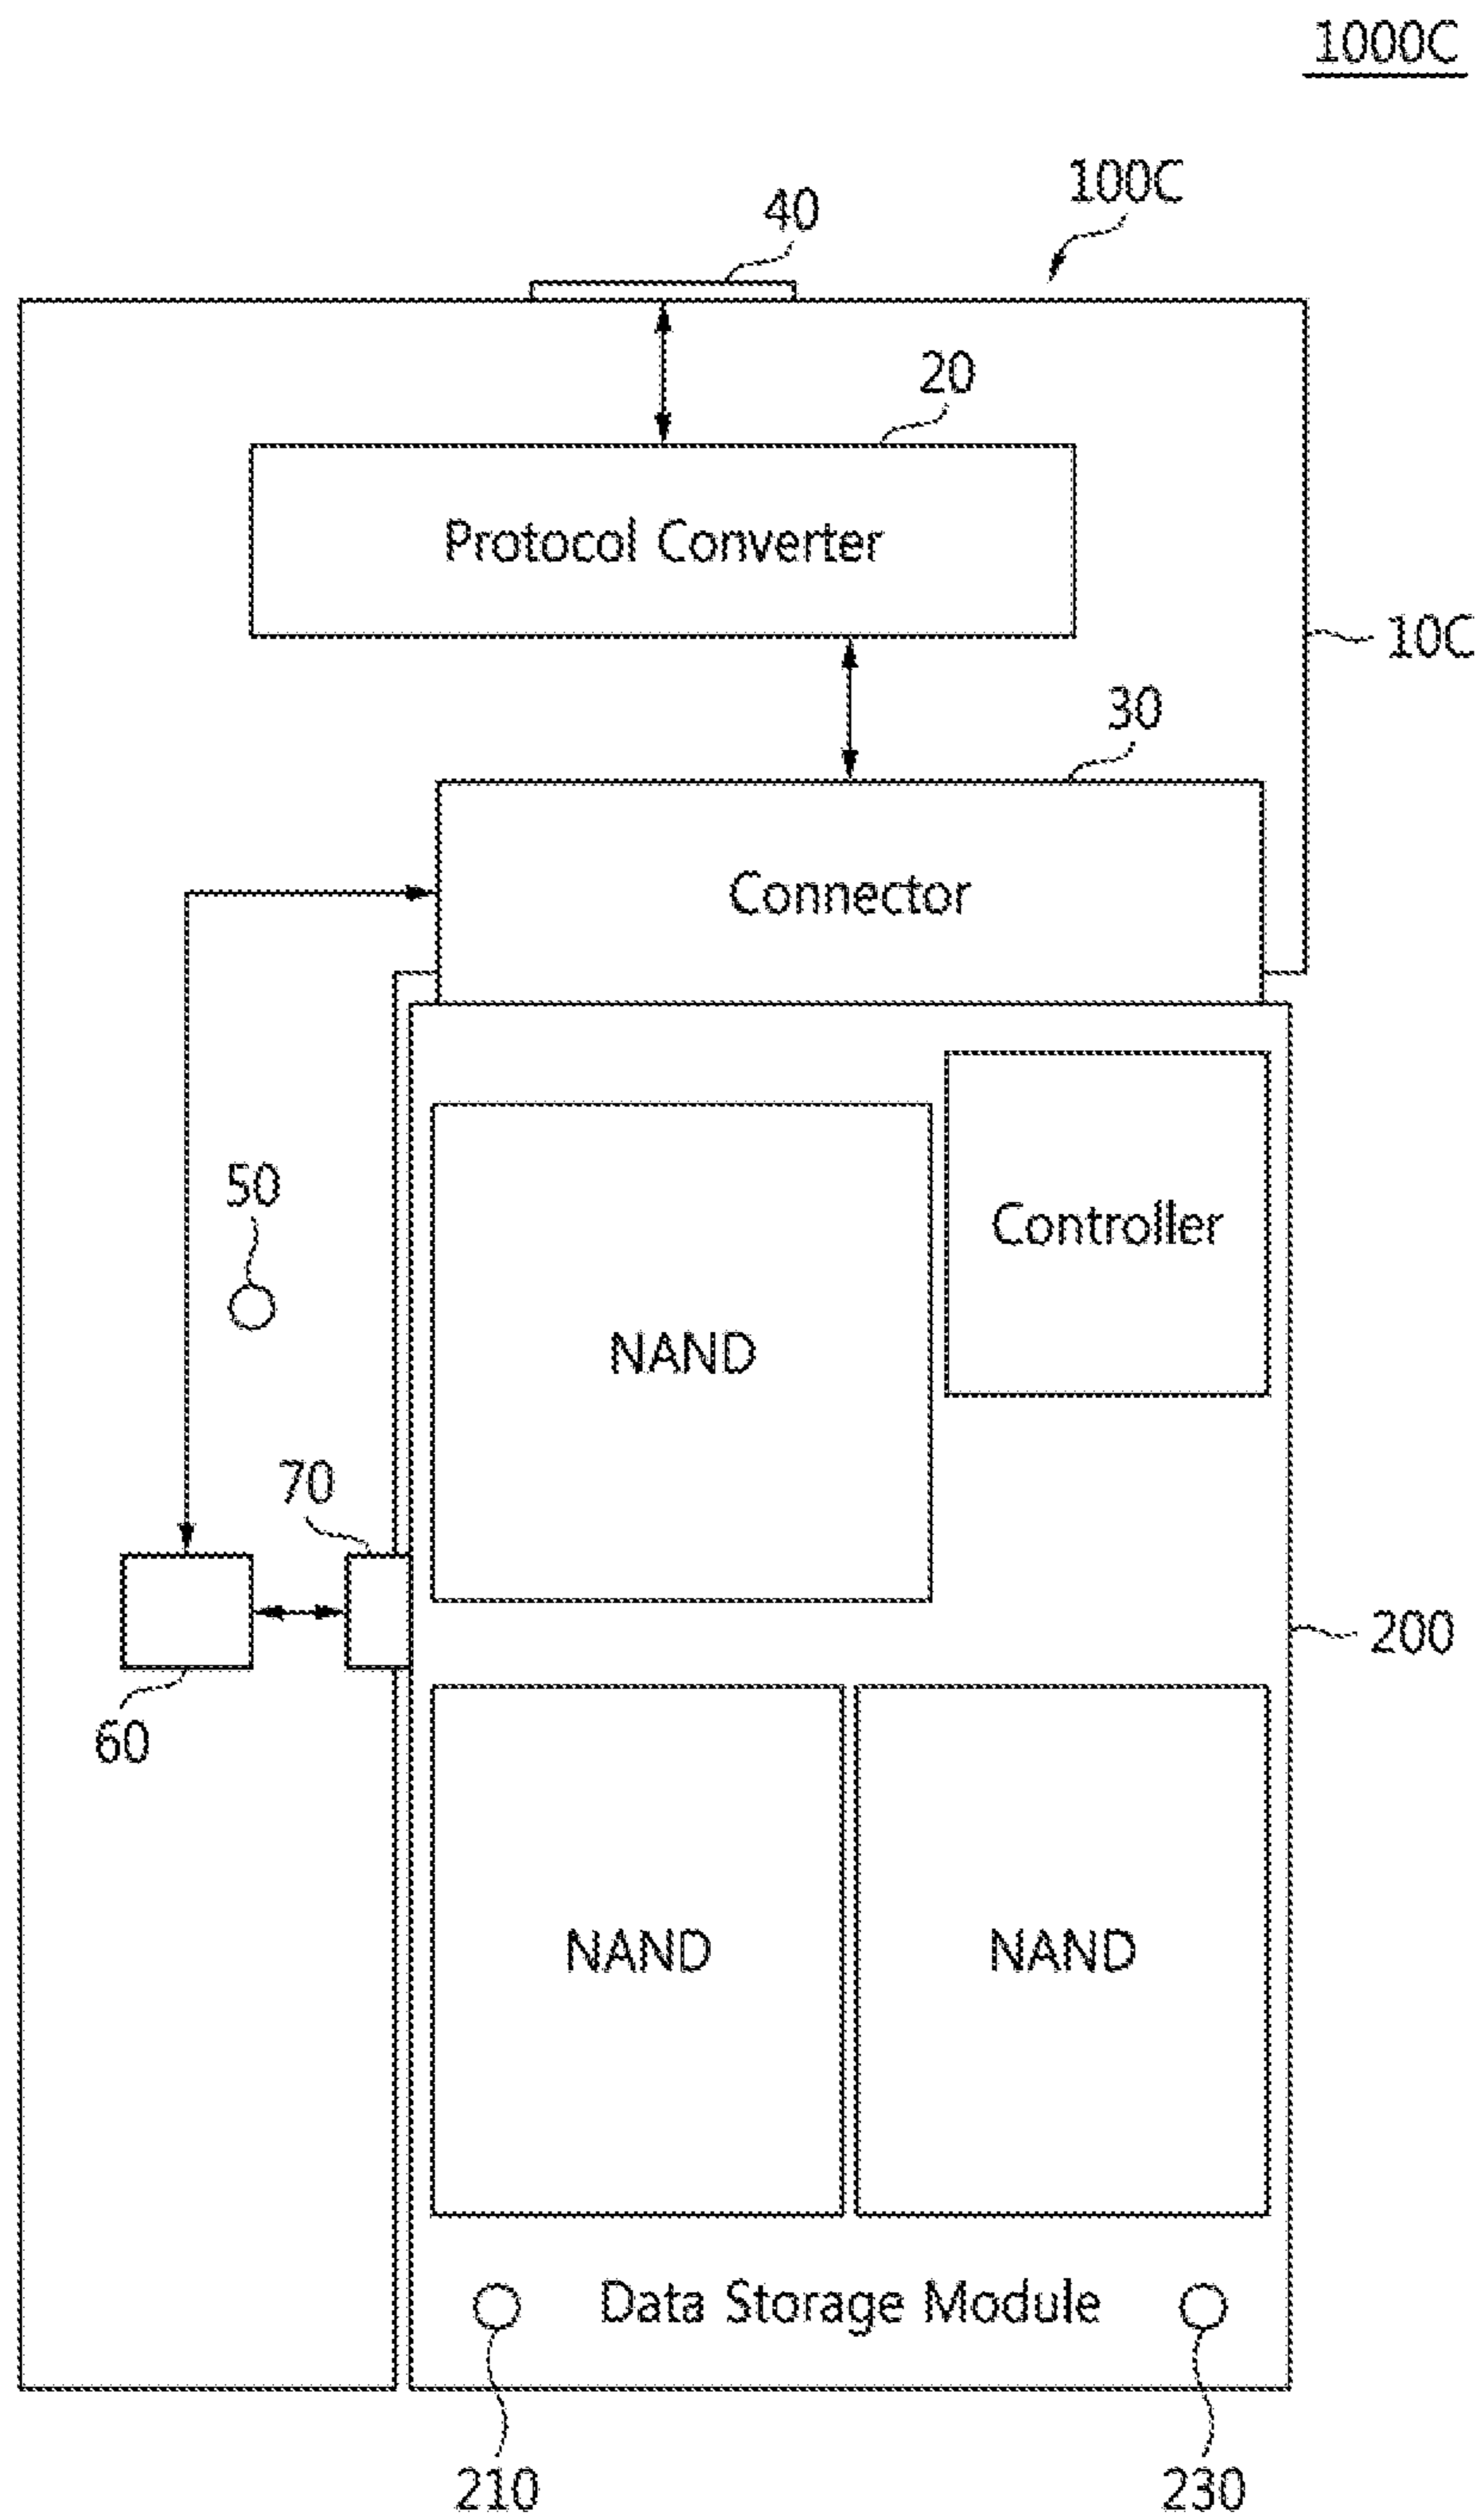 1000C
100C
40
20
Protocol Converter
10C
30
Connector
50
Controller
NAND
70
200
60
NAND NAND
Data Storage Module
210 230